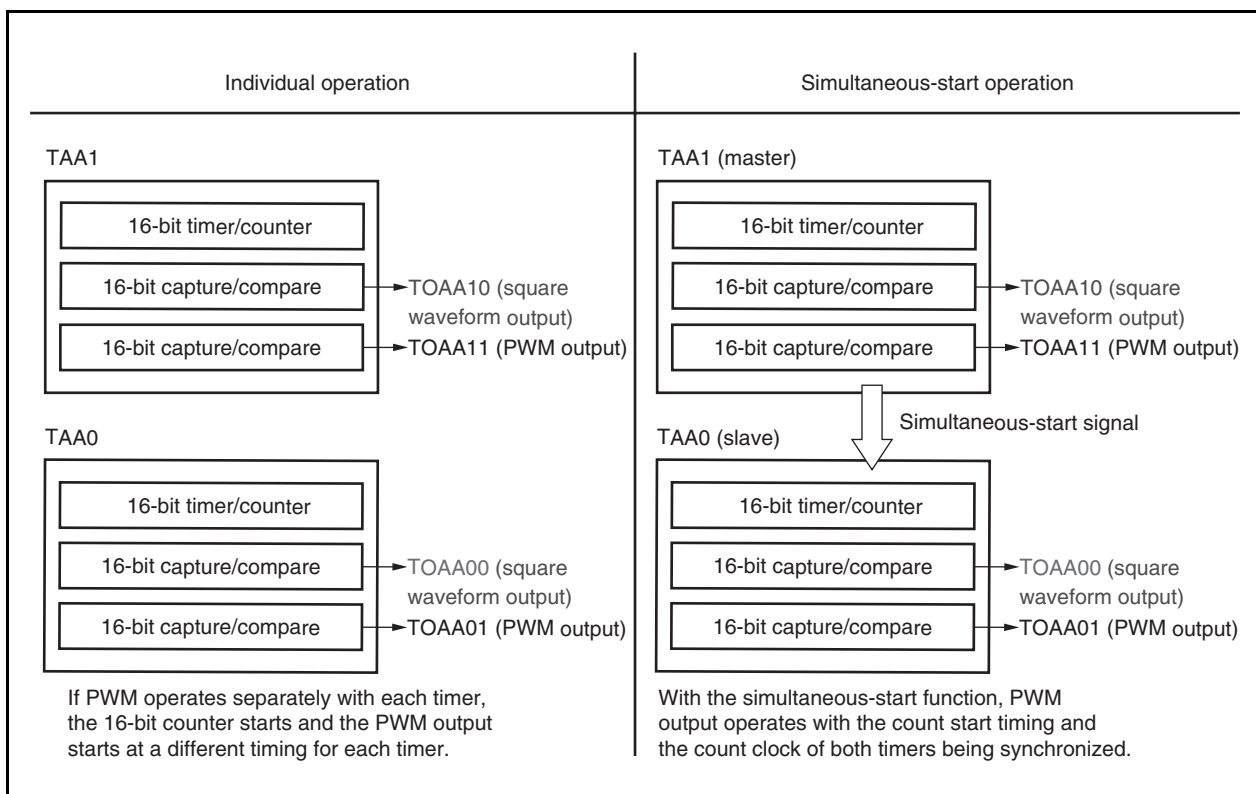 Individual operation
TAA1
16-bit timer/counter
16-bit capture/compare
TOAA10 (square
waveform output)
16-bit capture/compare
TOAA11 (PWM output)
TAA0
16-bit timer/counter
16-bit capture/compare
TOAA00 (square
waveform output)
16-bit capture/compare
TOAA01 (PWM output)
If PWM operates separately with each timer,
the 16-bit counter starts and the PWM output
starts at a different timing for each timer.
Simultaneous-start operation
TAA1 (master)
16-bit timer/counter
16-bit capture/compare
TOAA10 (square
waveform output)
16-bit capture/compare
TOAA11 (PWM output)
Simultaneous-start signal
TAA0 (slave)
16-bit timer/counter
16-bit capture/compare
TOAA00 (square
waveform output)
16-bit capture/compare
TOAA01 (PWM output)
With the simultaneous-start function, PWM
output operates with the count start timing and
the count clock of both timers being synchronized.